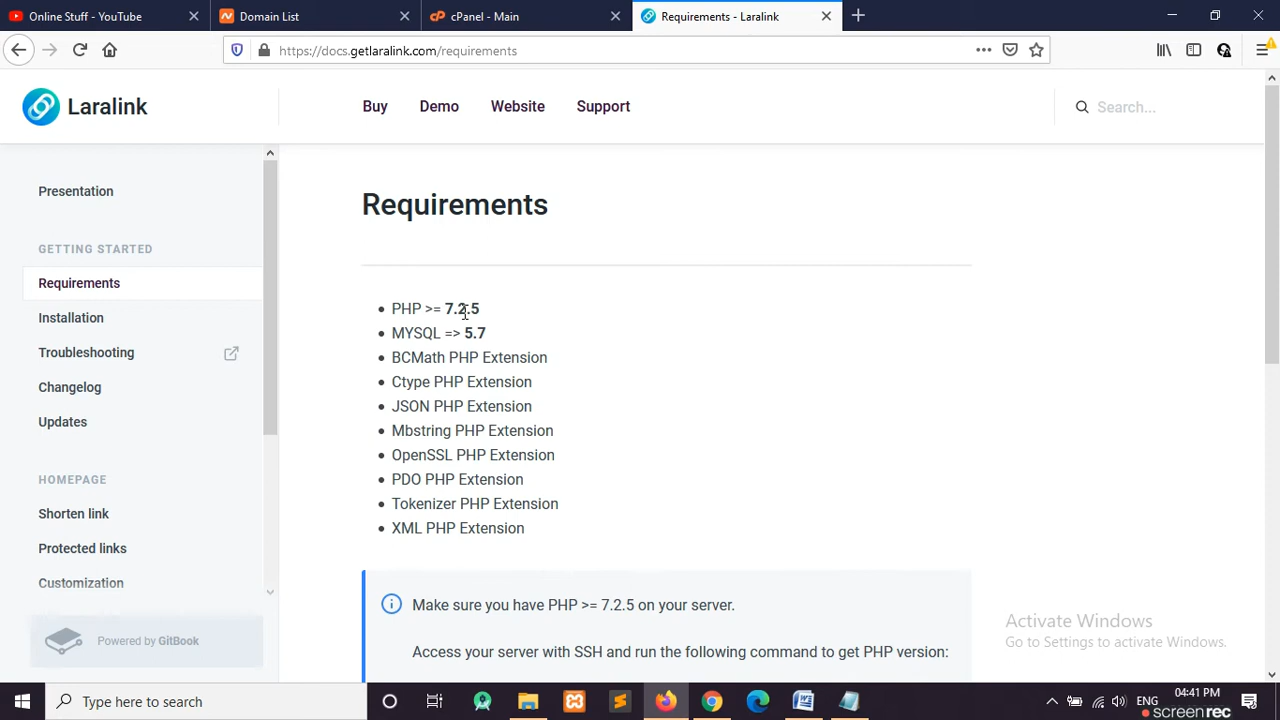 Online Stuff - YouTube
Domain List
cPanel - Main
Requirements - Laralink
https://docs.getlaralink.com/requirements
Laralink
Buy
Demo
Website
Support
Search...
Presentation
GETTING STARTED
Requirements
Installation
Troubleshooting
Changelog
Updates
HOMEPAGE
Shorten link
Protected links
Customization
Powered by GitBook
Requirements
PHP >= 7.2.5
MYSQL => 5.7
BCMath PHP Extension
Ctype PHP Extension
JSON PHP Extension
Mbstring PHP Extension
OpenSSL PHP Extension
PDO PHP Extension
Tokenizer PHP Extension
XML PHP Extension
Make sure you have PHP >= 7.2.5 on your server.
Access your server with SSH and run the following command to get PHP version:
Activate Windows
Go to Settings to activate Windows.
Type here to search
ENG
04:41 PM
screenrec